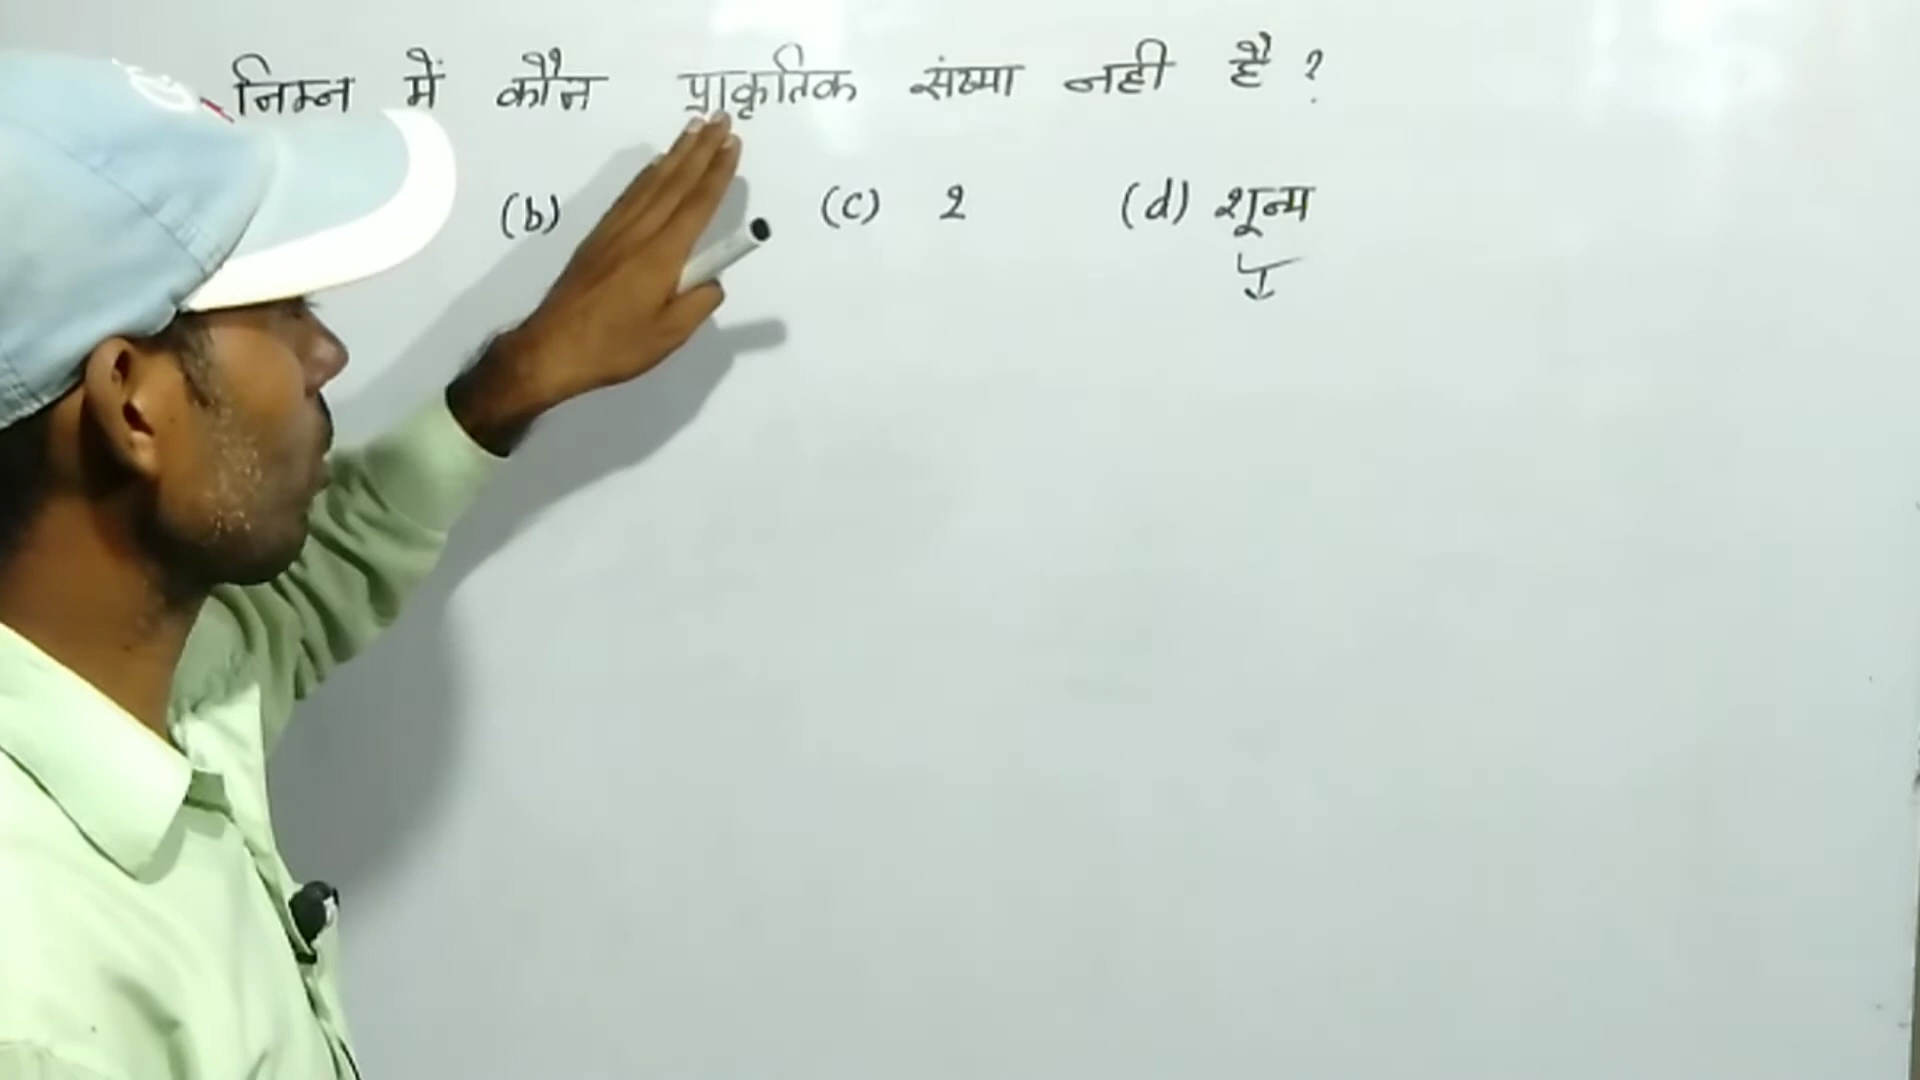 निम्न में कौन प्राकृतिक संख्या नही है ?
(b) (c) 2 (d) शून्य